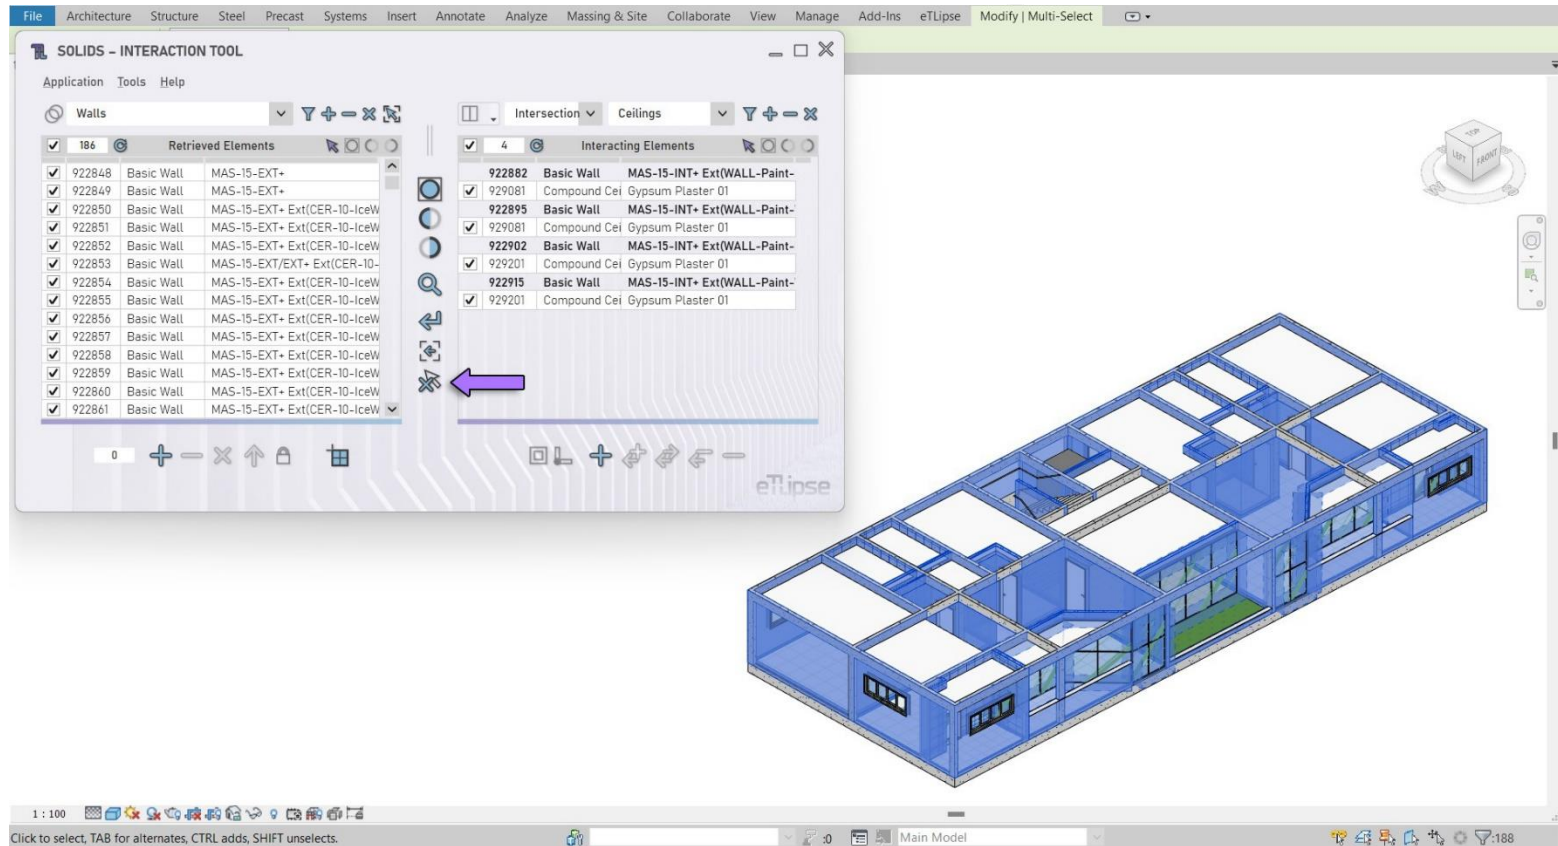 File Architecture Structure Steel Precast Systems Insert Annotate Analyze Massing & Site Collaborate View Manage Add-Ins eTLipse Modify | Multi-Select
SOLIDS – INTERACTION TOOL
Application Tools Help
Walls
Intersection Ceilings
186 Retrieved Elements
4 Interacting Elements
922848 Basic Wall MAS-15-EXT+
922849 Basic Wall MAS-15-EXT+
922850 Basic Wall MAS-15-EXT+ Ext(CER-10-IceW
922851 Basic Wall MAS-15-EXT+ Ext(CER-10-IceW
922852 Basic Wall MAS-15-EXT+ Ext(CER-10-IceW
922853 Basic Wall MAS-15-EXT/EXT+ Ext(CER-10-
922854 Basic Wall MAS-15-EXT+ Ext(CER-10-IceW
922855 Basic Wall MAS-15-EXT+ Ext(CER-10-IceW
922856 Basic Wall MAS-15-EXT+ Ext(CER-10-IceW
922857 Basic Wall MAS-15-EXT+ Ext(CER-10-IceW
922858 Basic Wall MAS-15-EXT+ Ext(CER-10-IceW
922859 Basic Wall MAS-15-EXT+ Ext(CER-10-IceW
922860 Basic Wall MAS-15-EXT+ Ext(CER-10-IceW
922861 Basic Wall MAS-15-EXT+ Ext(CER-10-IceW
922882 Basic Wall MAS-15-INT+ Ext(WALL-Paint-
929081 Compound Cei Gypsum Plaster 01
922895 Basic Wall MAS-15-INT+ Ext(WALL-Paint-
929081 Compound Cei Gypsum Plaster 01
922902 Basic Wall MAS-15-INT+ Ext(WALL-Paint-
929201 Compound Cei Gypsum Plaster 01
922915 Basic Wall MAS-15-INT+ Ext(WALL-Paint-
929201 Compound Cei Gypsum Plaster 01
0
eTLipse
TOP
LEFT FRONT
1 : 100
Click to select, TAB for alternates, CTRL adds, SHIFT unselects.
:0 Main Model :188